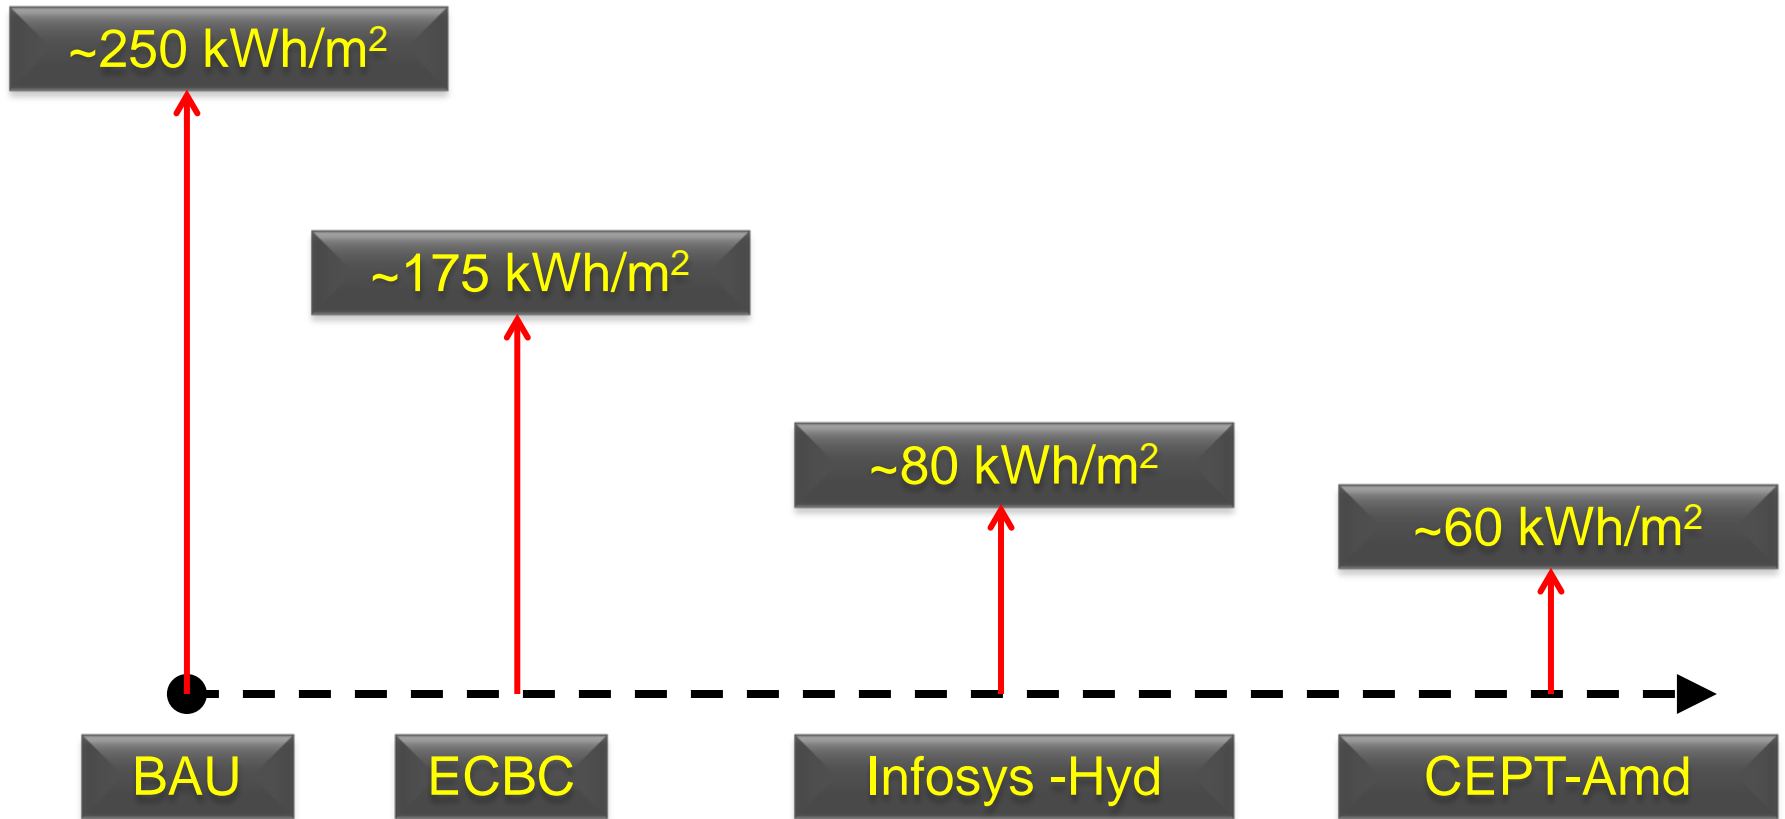 ~250 kWh/m²
~175 kWh/m²
~80 kWh/m²
~60 kWh/m²
BAU
ECBC
Infosys -Hyd
CEPT-Amd